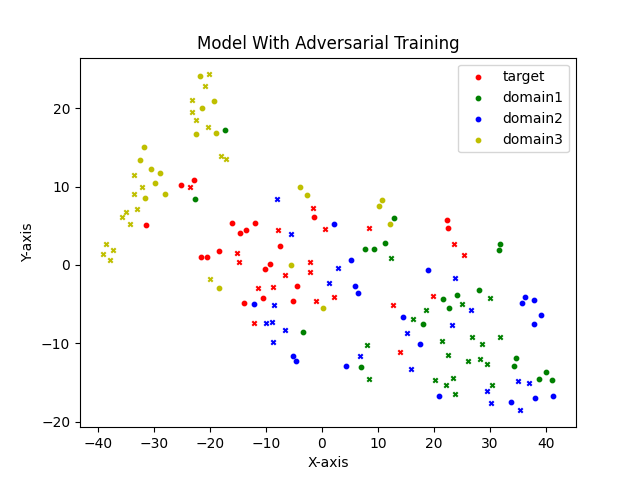 Model With Adversarial Training
target
domain1
domain2
domain3
Y-axis
20
10
0
−10
−20
−40 −30 −20 −10 0 10 20 30 40
X-axis